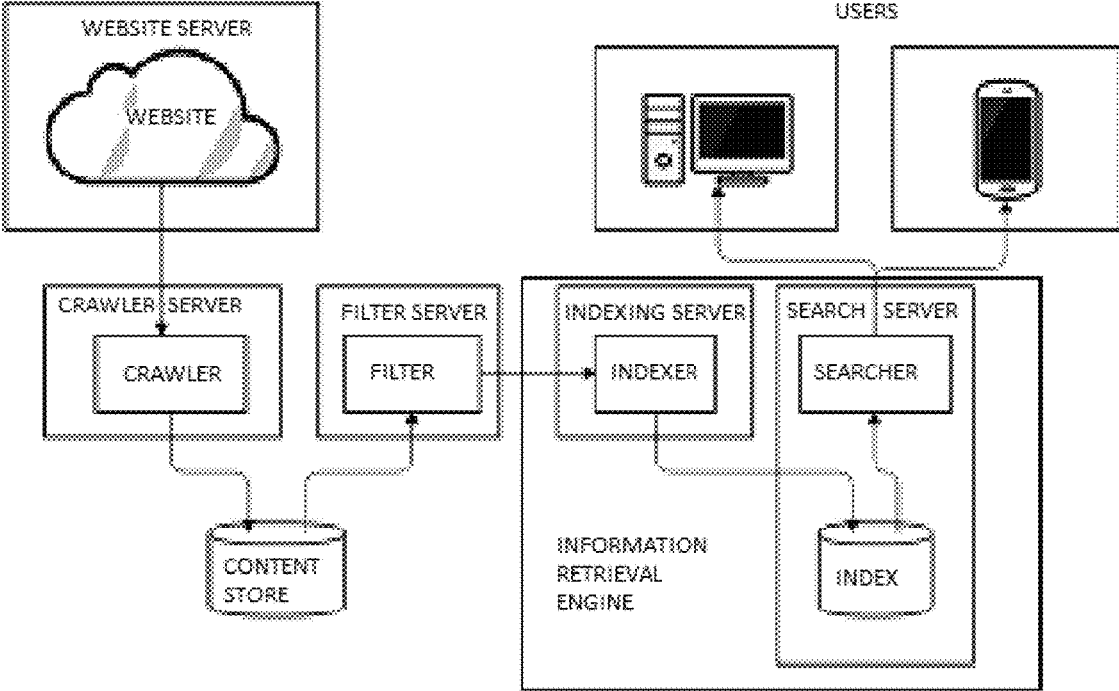 WEBSITE SERVER
WEBSITE
USERS
CRAWLER SERVER
CRAWLER
FILTER SERVER
FILTER
INDEXING SERVER
INDEXER
SEARCH SERVER
SEARCHER
CONTENT
STORE
INFORMATION
RETRIEVAL
ENGINE
INDEX